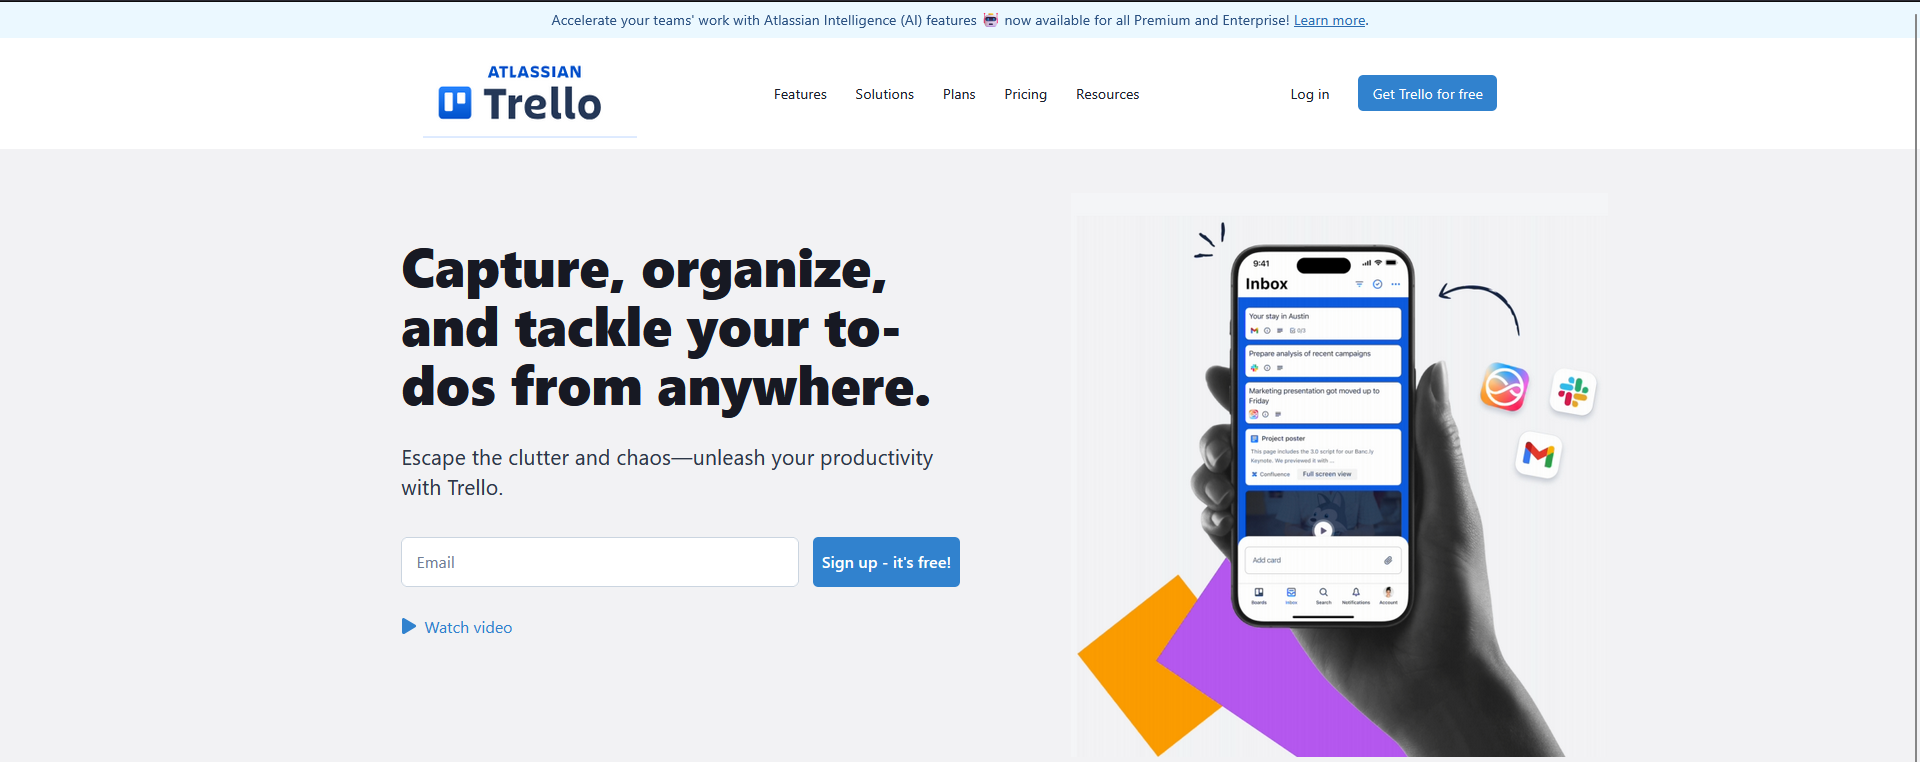 Accelerate your teams' work with Atlassian Intelligence (AI) features 🤖 now available for all Premium and Enterprise! Learn more.
ATLASSIAN
Trello
Features
Solutions
Plans
Pricing
Resources
Log in
Get Trello for free
Capture, organize,
and tackle your to-
dos from anywhere.
Escape the clutter and chaos—unleash your productivity
with Trello.
Email
Sign up - it's free!
Watch video
9:41
Inbox
Your stay in Austin
0/3
Prepare analysis of recent campaigns
Marketing presentation got moved up to
Friday
Project poster
This page includes the 3.0 script for our Banc.ly
Keynote. We previewed it with ...
Confluence
Full screen view
Add card
Boards
Inbox
Search
Notifications
Account